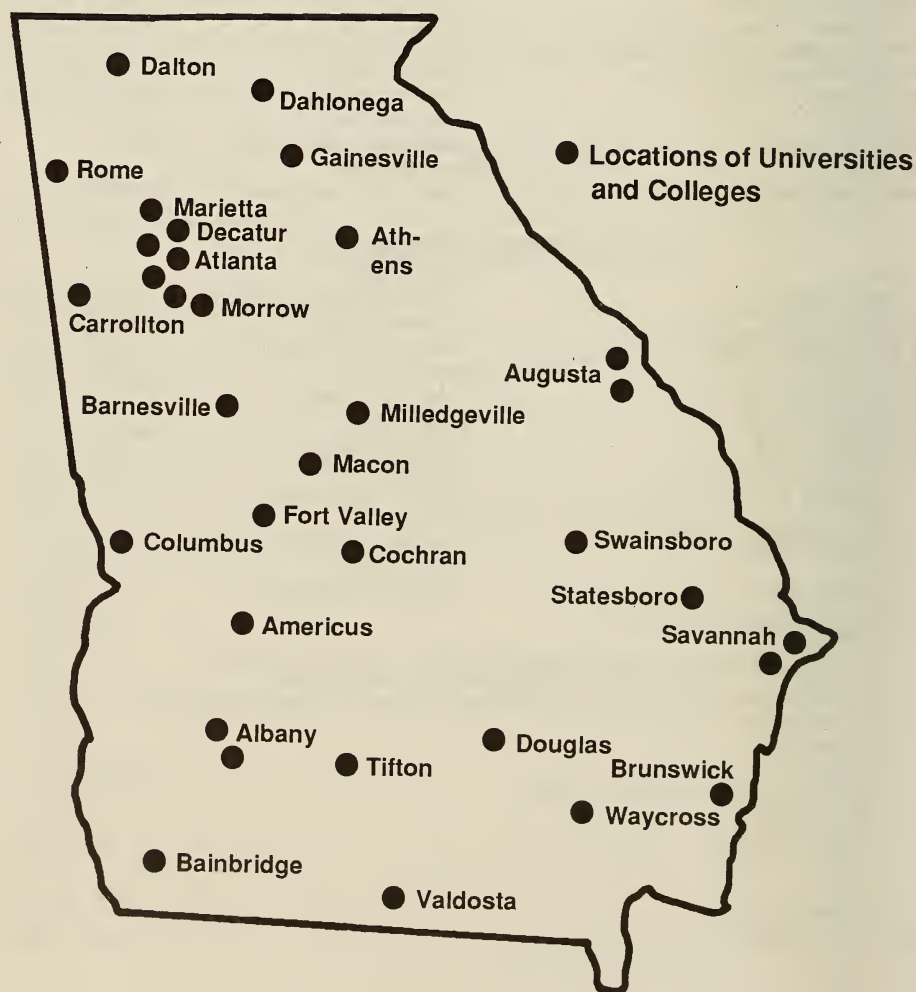 Dalton
Dahlonega
Gainesville
Rome
Locations of Universities
and Colleges
Marietta
Decatur
Ath-
ens
Atlanta
Morrow
Carrollton
Augusta
Barnesville
Milledgeville
Macon
Fort Valley
Columbus
Cochran
Swainsboro
Statesboro
Americus
Savannah
Albany
Douglas
Tifton
Brunswick
Waycross
Bainbridge
Valdosta